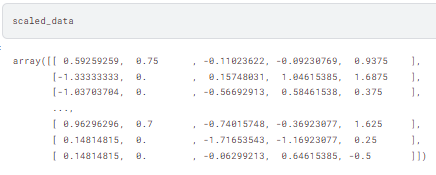 scaled_data
array([[ 0.59259259, 0.75      , -0.11023622, -0.09230769, 0.9375    ],
[-1.33333333, 0.        , 0.15748031, 1.04615385, 1.6875    ],
[-1.03703704, 0.        , -0.56692913, 0.58461538, 0.375     ],
...,
[ 0.96296296, 0.7       , -0.74015748, -0.36923077, 1.625     ],
[ 0.14814815, 0.        , -1.71653543, -1.16923077, 0.25      ],
[ 0.14814815, 0.        , -0.06299213, 0.64615385, -0.5       ]])